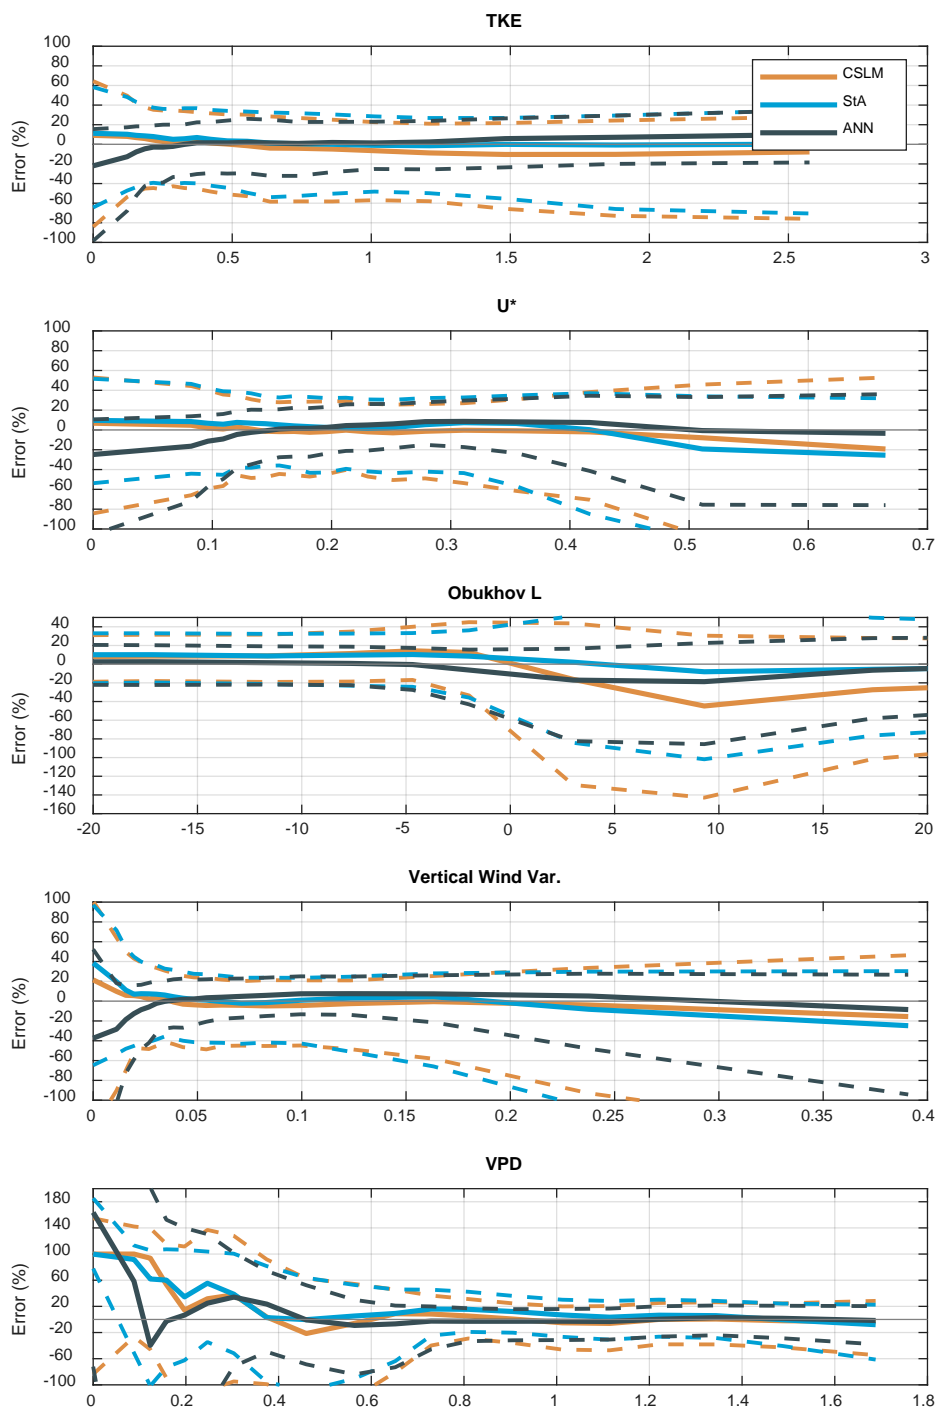 TKE
100
80
60
40
20
0
-20
-40
-60
-80
-100
Error (%)
CSLM
StA
ANN
0 0.5 1 1.5 2 2.5 3
U*
100
80
60
40
20
0
-20
-40
-60
-80
-100
Error (%)
0 0.1 0.2 0.3 0.4 0.5 0.6 0.7
Obukhov L
40
20
0
-20
-40
-60
-80
-100
-120
-140
-160
Error (%)
-20 -15 -10 -5 0 5 10 15 20
Vertical Wind Var.
100
80
60
40
20
0
-20
-40
-60
-80
-100
Error (%)
0 0.05 0.1 0.15 0.2 0.25 0.3 0.35 0.4
VPD
180
140
100
60
20
-20
-60
-100
Error (%)
0 0.2 0.4 0.6 0.8 1 1.2 1.4 1.6 1.8